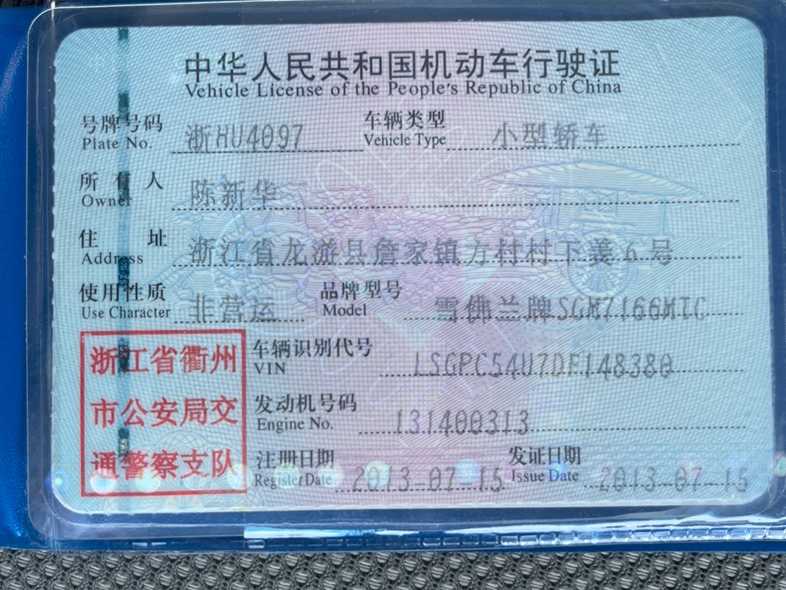 中华人民共和国机动车行驶证
Vehicle License of the People's Republic of China
号牌号码 浙HU4097 车辆类型 小型轿车
Plate No. Vehicle Type
所有人 陈新华
Owner
住址 浙江省龙游县詹家镇方村村下姜6号
Address
使用性质 非营运 品牌型号 雪佛兰牌SGM7166MTC
Use Character Model
浙江省衢州
市公安局交
通警察支队
车辆识别代号 LSGPC54U7DF148380
VIN
发动机号码 131400313
Engine No.
注册日期 2013-07-15 发证日期 2013-07-15
Register Date Issue Date